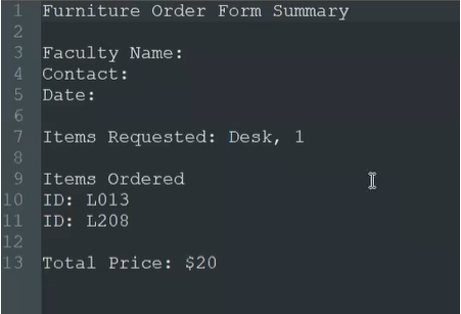 1 Furniture Order Form Summary
2
3 Faculty Name:
4 Contact:
5 Date:
6
7 Items Requested: Desk, 1
8
9 Items Ordered
10 ID: L013
11 ID: L208
12
13 Total Price: $20